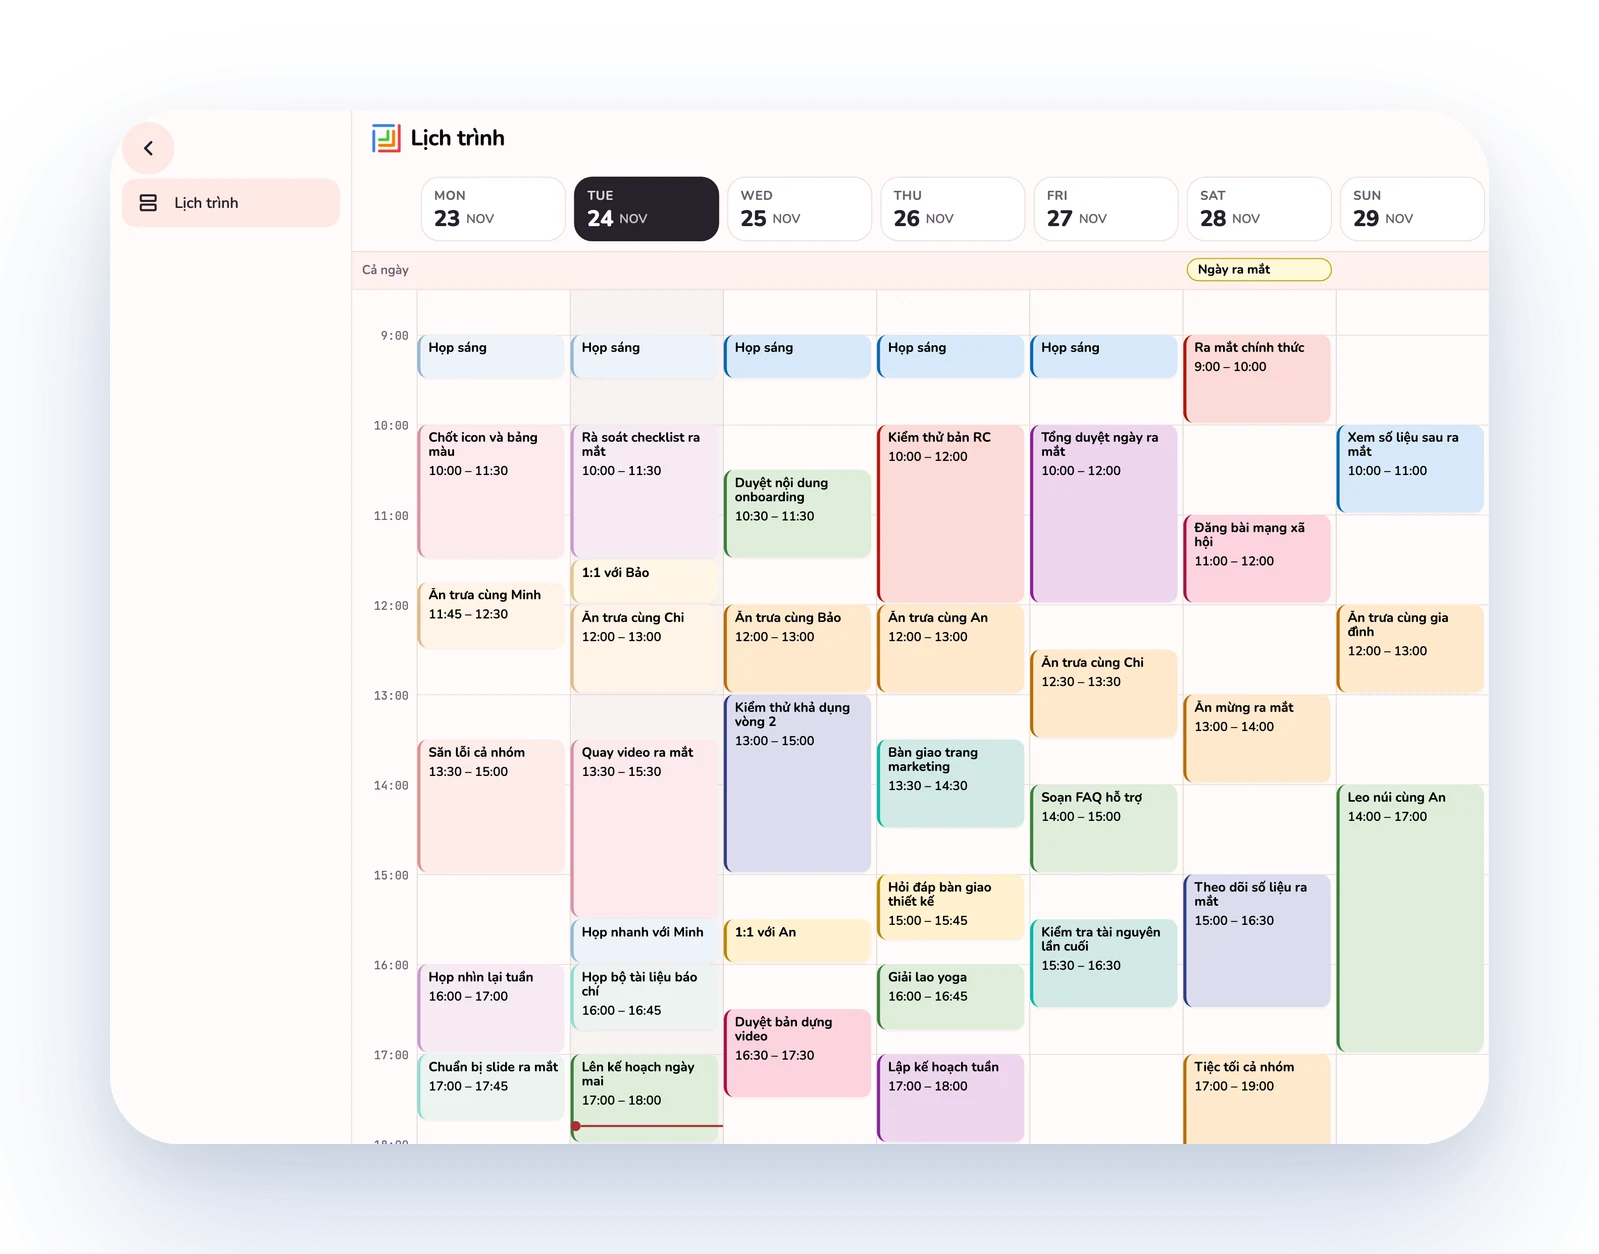 Lịch trình
Lịch trình
MON
23 NOV
TUE
24 NOV
WED
25 NOV
THU
26 NOV
FRI
27 NOV
SAT
28 NOV
SUN
29 NOV
Cả ngày
Ngày ra mắt
9:00
10:00
11:00
12:00
13:00
14:00
15:00
16:00
17:00
18:00
Họp sáng
Chốt icon và bảng
màu
10:00 – 11:30
Ăn trưa cùng Minh
11:45 – 12:30
Săn lỗi cả nhóm
13:30 – 15:00
Họp nhìn lại tuần
16:00 – 17:00
Chuẩn bị slide ra mắt
17:00 – 17:45
Họp sáng
Rà soát checklist ra
mắt
10:00 – 11:30
1:1 với Bảo
Ăn trưa cùng Chi
12:00 – 13:00
Quay video ra mắt
13:30 – 15:30
Họp nhanh với Minh
Họp bộ tài liệu báo
chí
16:00 – 16:45
Lên kế hoạch ngày
mai
17:00 – 18:00
Họp sáng
Duyệt nội dung
onboarding
10:30 – 11:30
Ăn trưa cùng Bảo
12:00 – 13:00
Kiểm thử khả dụng
vòng 2
13:00 – 15:00
1:1 với An
Duyệt bản dựng
video
16:30 – 17:30
Họp sáng
Kiểm thử bản RC
10:00 – 12:00
Ăn trưa cùng An
12:00 – 13:00
Bàn giao trang
marketing
13:30 – 14:30
Hỏi đáp bàn giao
thiết kế
15:00 – 15:45
Giải lao yoga
16:00 – 16:45
Lập kế hoạch tuần
17:00 – 18:00
Họp sáng
Tổng duyệt ngày ra
mắt
10:00 – 12:00
Ăn trưa cùng Chi
12:30 – 13:30
Soạn FAQ hỗ trợ
14:00 – 15:00
Kiểm tra tài nguyên
lần cuối
15:30 – 16:30
Ra mắt chính thức
9:00 – 10:00
Đăng bài mạng xã
hội
11:00 – 12:00
Ăn mừng ra mắt
13:00 – 14:00
Theo dõi số liệu ra
mắt
15:00 – 16:30
Tiệc tối cả nhóm
17:00 – 19:00
Xem số liệu sau ra
mắt
10:00 – 11:00
Ăn trưa cùng gia
đình
12:00 – 13:00
Leo núi cùng An
14:00 – 17:00